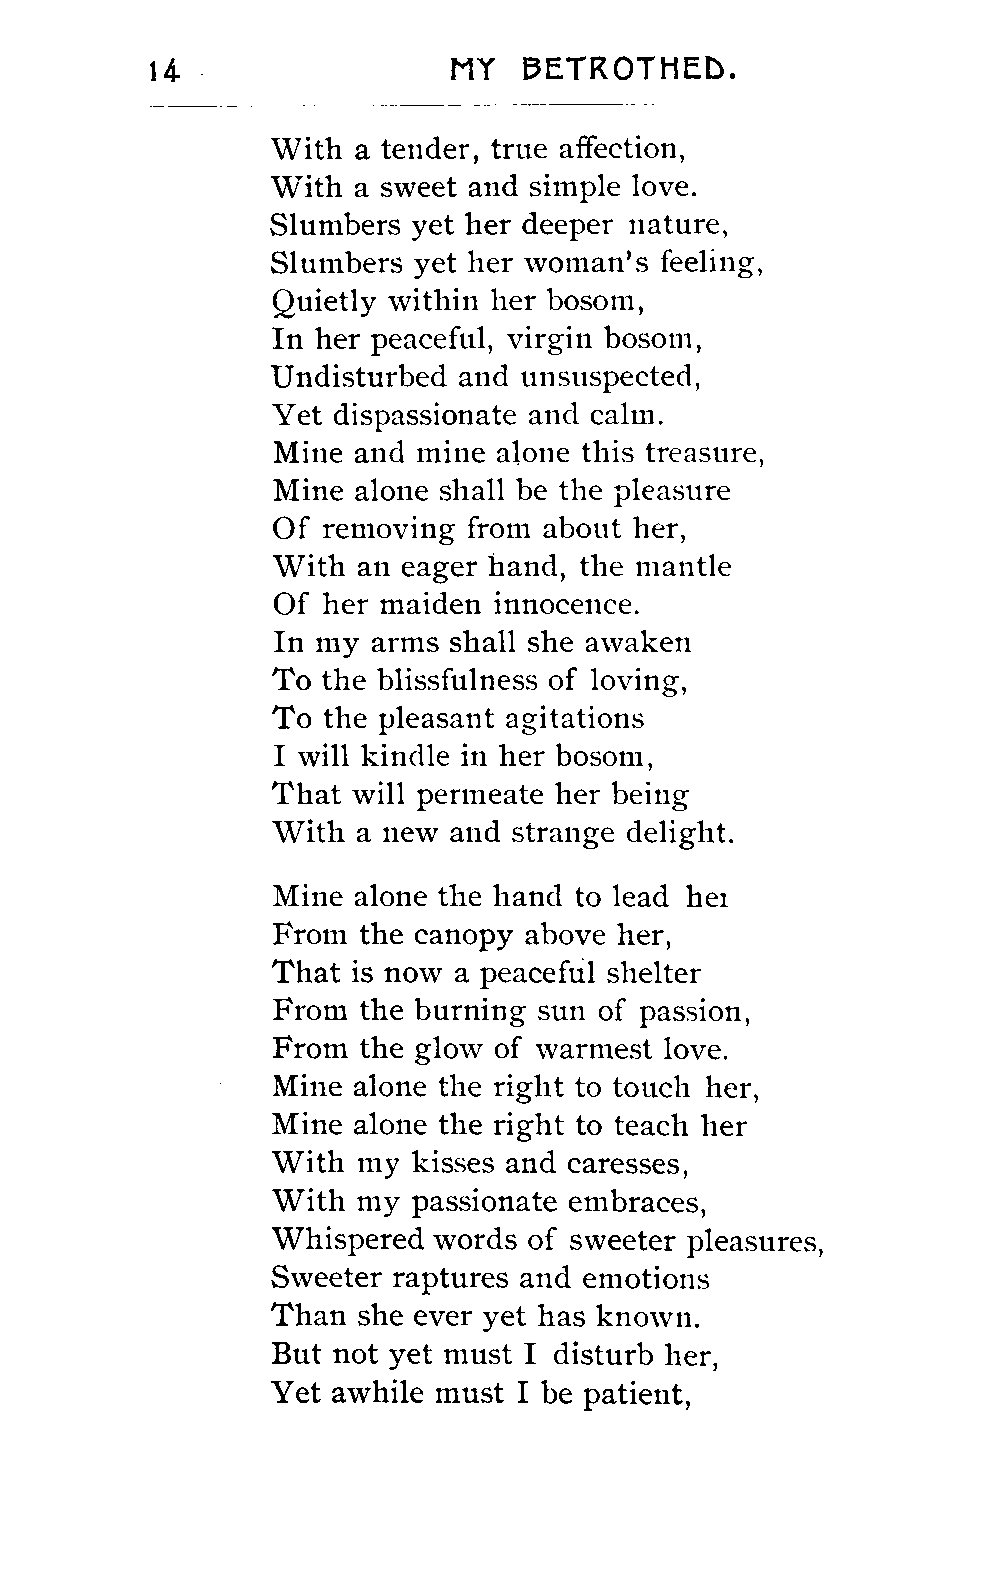 14 MY BETROTHED.
With a tender, true affection,
With a sweet and simple love.
Slumbers yet her deeper nature,
Slumbers yet her woman's feeling,
Quietly within her bosom,
In her peaceful, virgin bosom,
Undisturbed and unsuspected,
Yet dispassionate and calm.
Mine and mine alone this treasure,
Mine alone shall be the pleasure
Of removing from about her,
With an eager hand, the mantle
Of her maiden innocence.
In my arms shall she awaken
To the blissfulness of loving,
To the pleasant agitations
I will kindle in her bosom,
That will permeate her being
With a new and strange delight.
Mine alone the hand to lead her
From the canopy above her,
That is now a peaceful shelter
From the burning sun of passion,
From the glow of warmest love.
Mine alone the right to touch her,
Mine alone the right to teach her
With my kisses and caresses,
With my passionate embraces,
Whispered words of sweeter pleasures,
Sweeter raptures and emotions
Than she ever yet has known.
But not yet must I disturb her,
Yet awhile must I be patient,